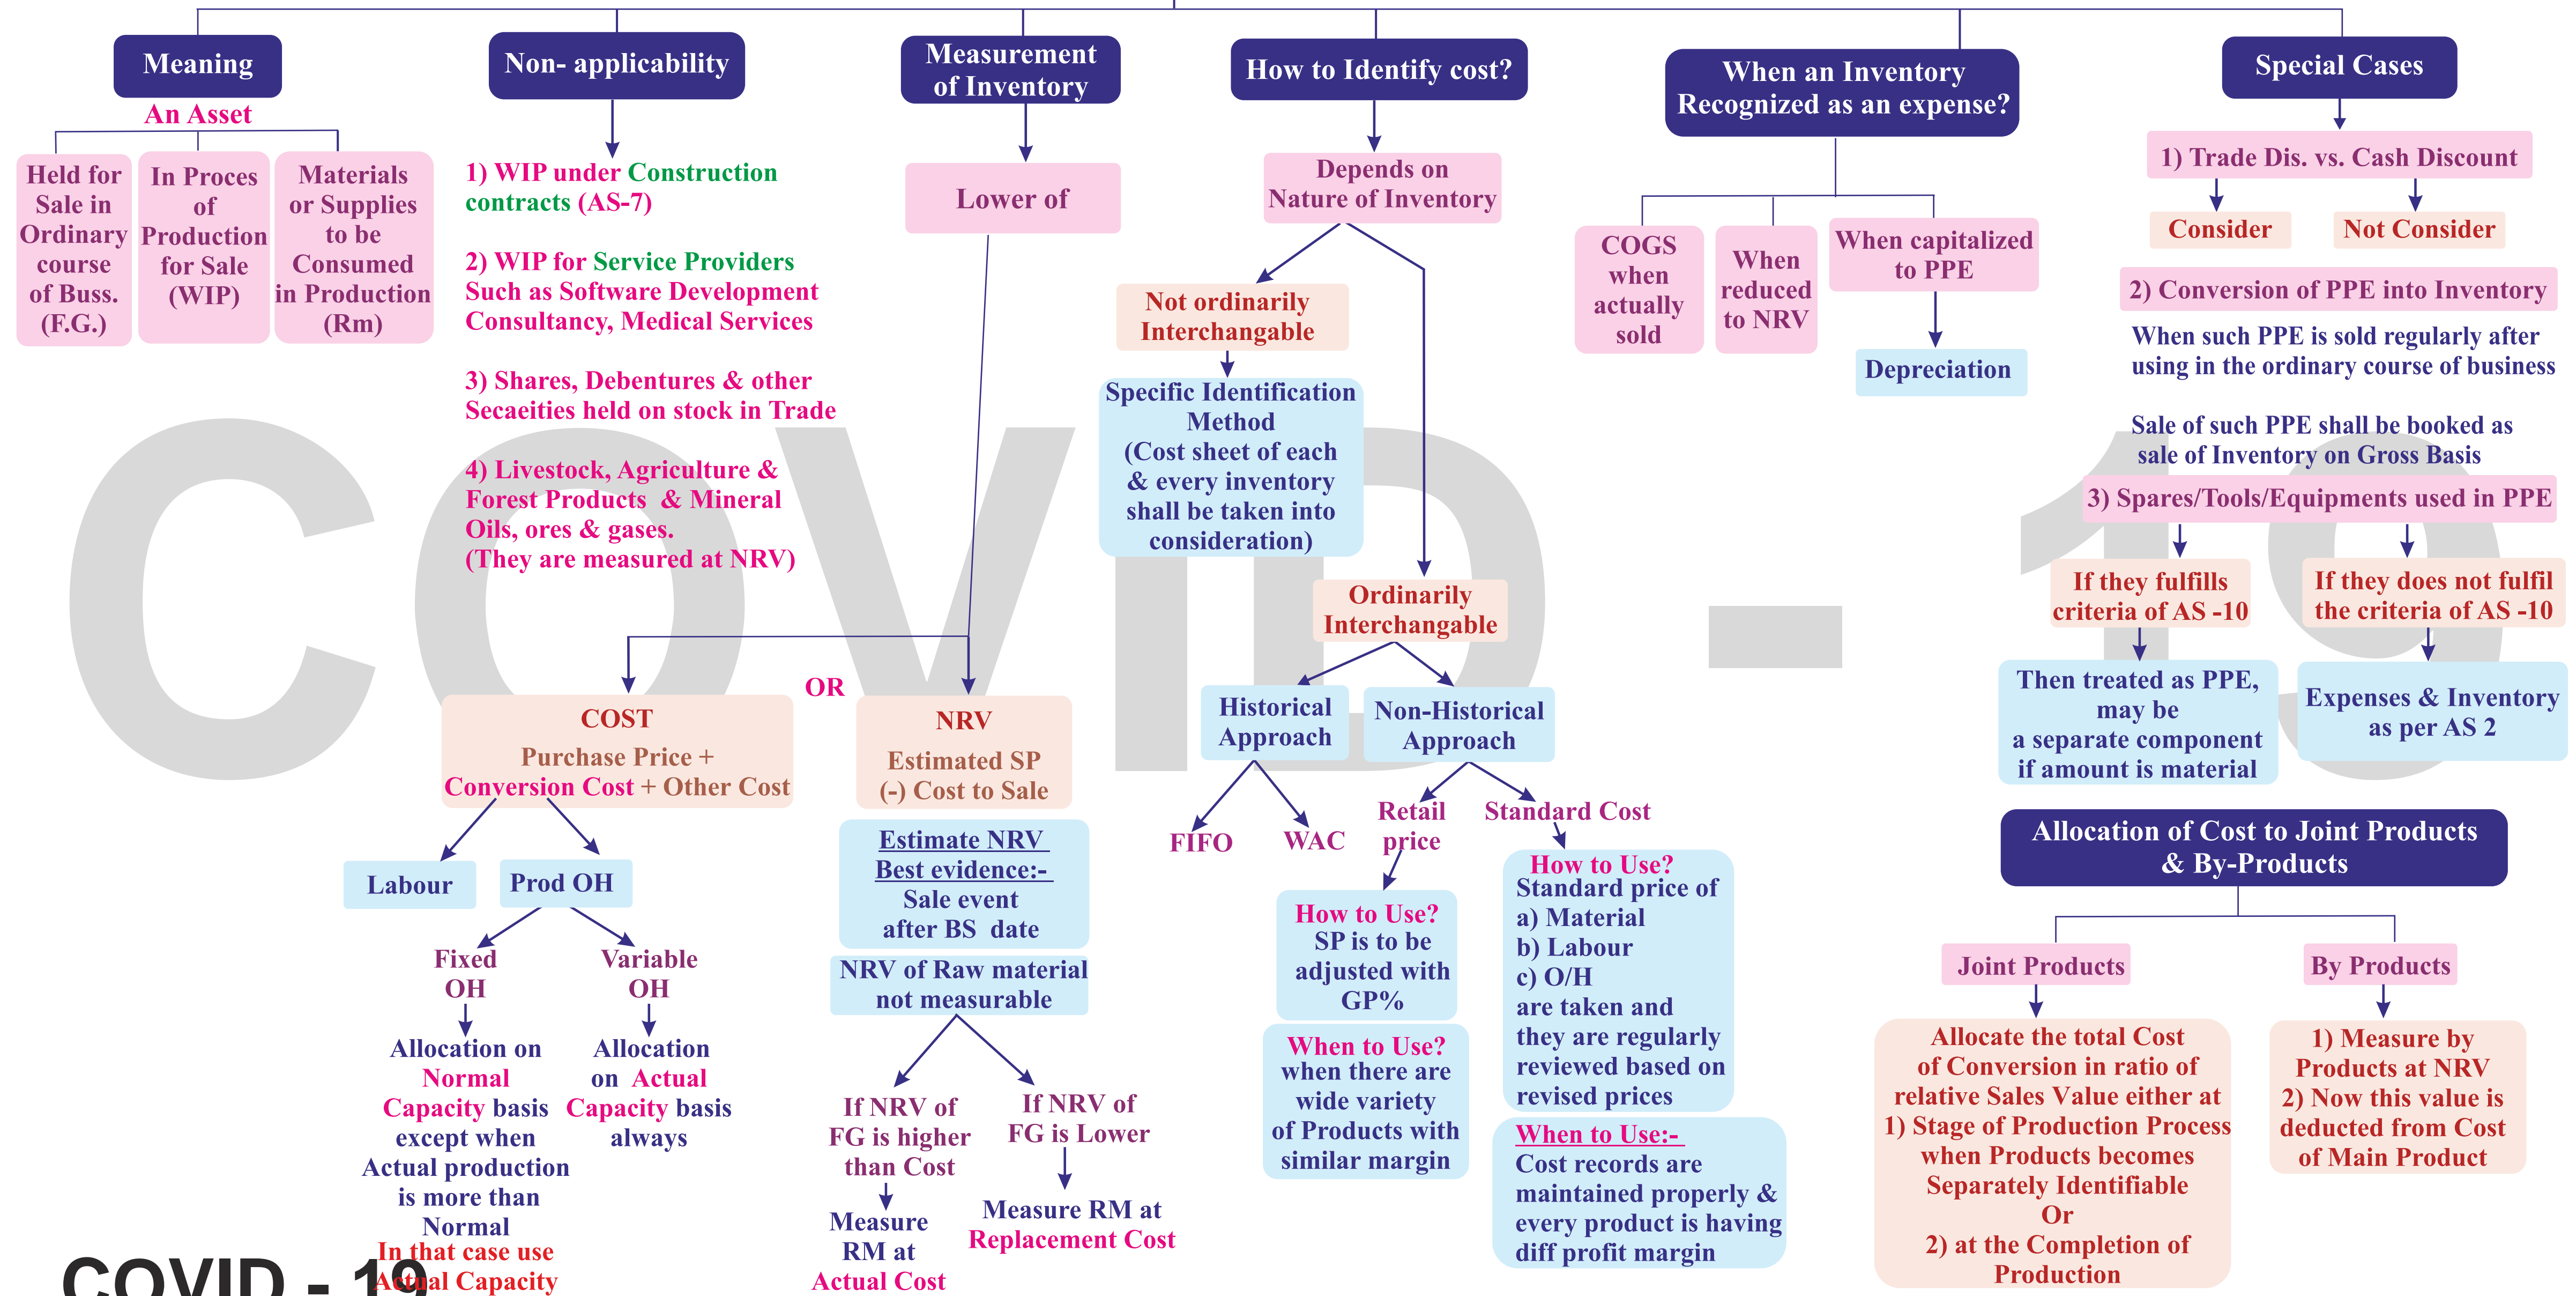 Meaning
An Asset
Held for
Sale in
Ordinary
course
of Buss.
(F.G.)
In Proces
of
Production
for Sale
(WIP)
Materials
or Supplies
to be
Consumed
in Production
(Rm)
Non- applicability
1) WIP under Construction
contracts (AS-7)
2) WIP for Service Providers
Such as Software Development
Consultancy, Medical Services
3) Shares, Debentures & other
Secaeities held on stock in Trade
4) Livestock, Agriculture &
Forest Products & Mineral
Oils, ores & gases.
(They are measured at NRV)
Measurement
of Inventory
Lower of
COST
Purchase Price +
Conversion Cost + Other Cost
OR
NRV
Estimated SP
(-) Cost to Sale
Labour
Prod OH
Fixed
OH
Allocation on
Normal
Capacity basis
except when
Actual production
is more than
Normal
In that case use
Actual Capacity
Variable
OH
Allocation
on Actual
Capacity basis
always
Estimate NRV
Best evidence:-
Sale event
after BS date
NRV of Raw material
not measurable
If NRV of
FG is higher
than Cost
Measure
RM at
Actual Cost
If NRV of
FG is Lower
Measure RM at
Replacement Cost
How to Identify cost?
Depends on
Nature of Inventory
Not ordinarily
Interchangable
Specific Identification
Method
(Cost sheet of each
& every inventory
shall be taken into
consideration)
Ordinarily
Interchangable
Historical
Approach
FIFO
WAC
Non-Historical
Approach
Retail
price
How to Use?
SP is to be
adjusted with
GP%
When to Use?
when there are
wide variety
of Products with
similar margin
Standard Cost
How to Use?
Standard price of
a) Material
b) Labour
c) O/H
are taken and
they are regularly
reviewed based on
revised prices
When to Use:-
Cost records are
maintained properly &
every product is having
diff profit margin
When an Inventory
Recognized as an expense?
COGS
when
actually
sold
When
reduced
to NRV
When capitalized
to PPE
Depreciation
Special Cases
1) Trade Dis. vs. Cash Discount
Consider
Not Consider
2) Conversion of PPE into Inventory
When such PPE is sold regularly after
using in the ordinary course of business
Sale of such PPE shall be booked as
sale of Inventory on Gross Basis
3) Spares/Tools/Equipments used in PPE
If they fulfills
criteria of AS -10
Then treated as PPE,
may be
a separate component
if amount is material
If they does not fulfil
the criteria of AS -10
Expenses & Inventory
as per AS 2
Allocation of Cost to Joint Products
& By-Products
Joint Products
Allocate the total Cost
of Conversion in ratio of
relative Sales Value either at
1) Stage of Production Process
when Products becomes
Separately Identifiable
Or
2) at the Completion of
Production
By Products
1) Measure by
Products at NRV
2) Now this value is
deducted from Cost
of Main Product
COVID - 19
COVID - 19